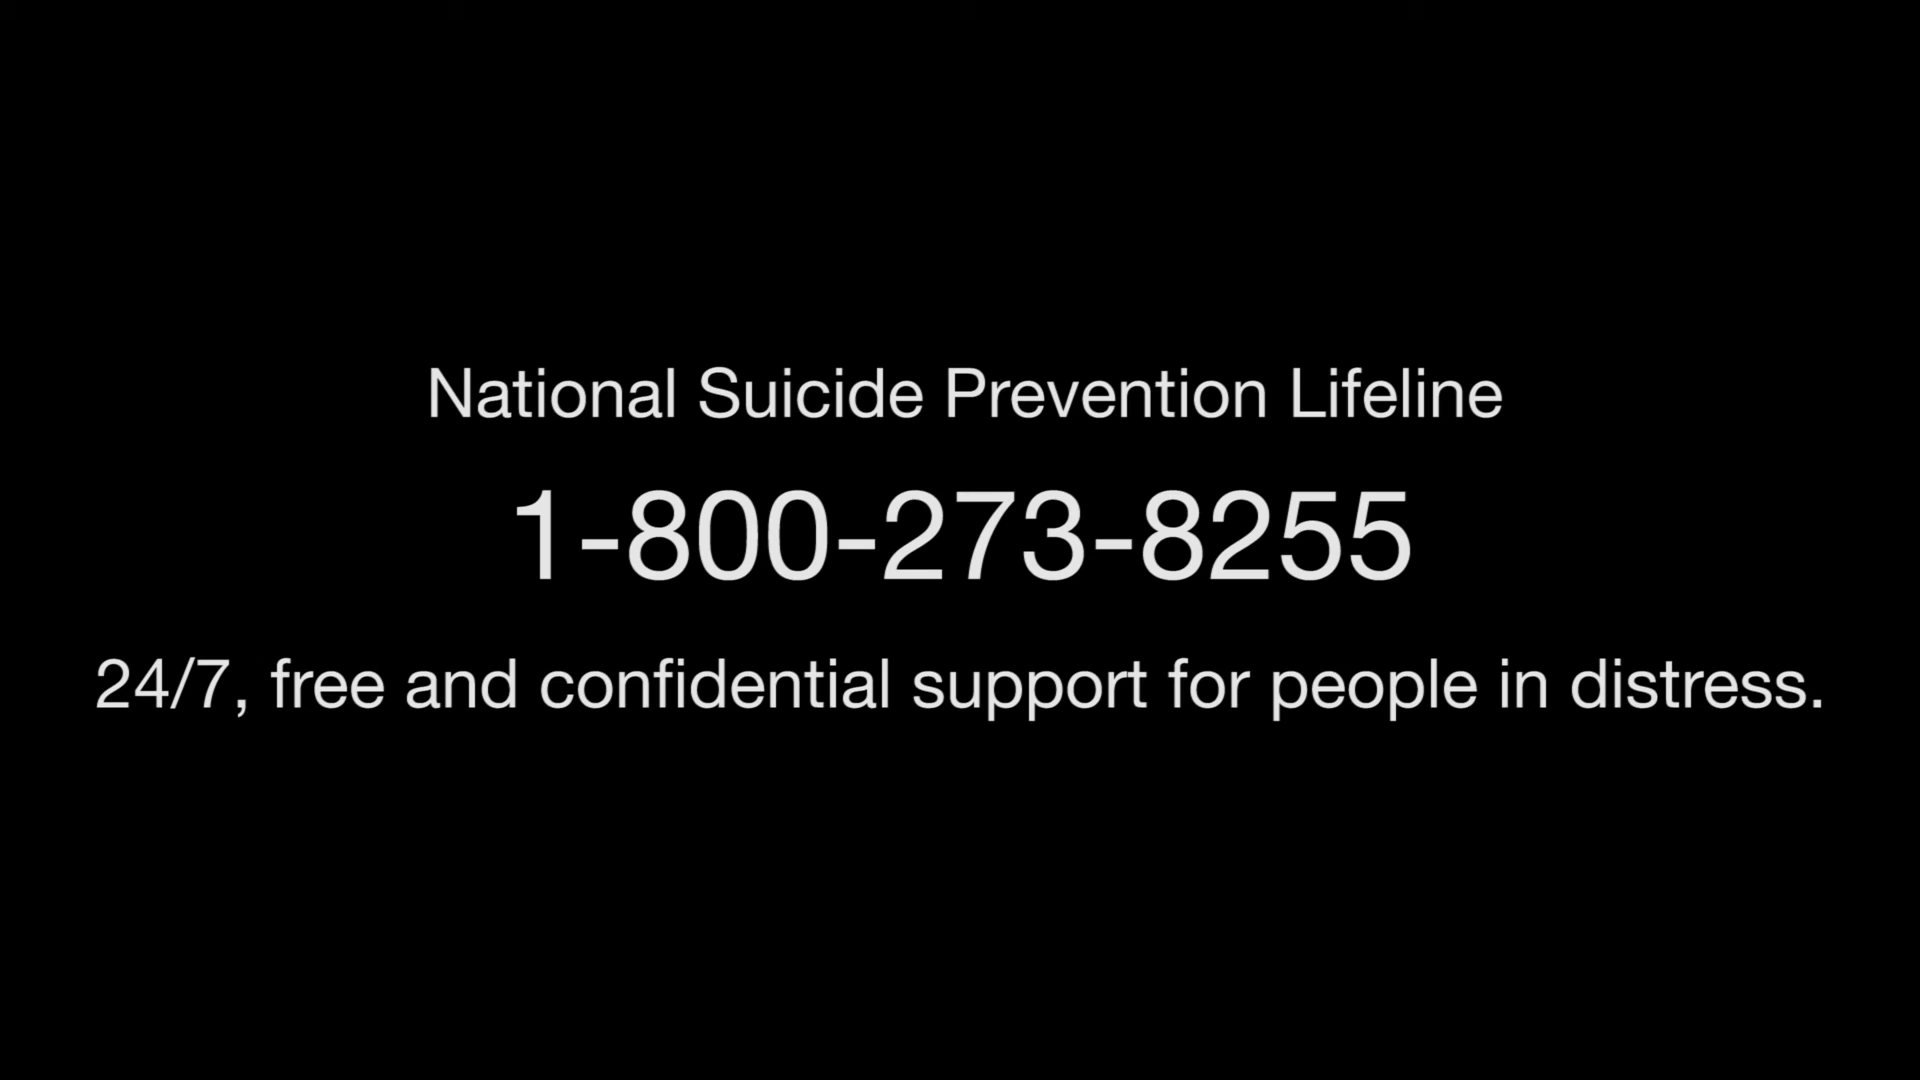 National Suicide Prevention Lifeline
1-800-273-8255
24/7, free and confidential support for people in distress.